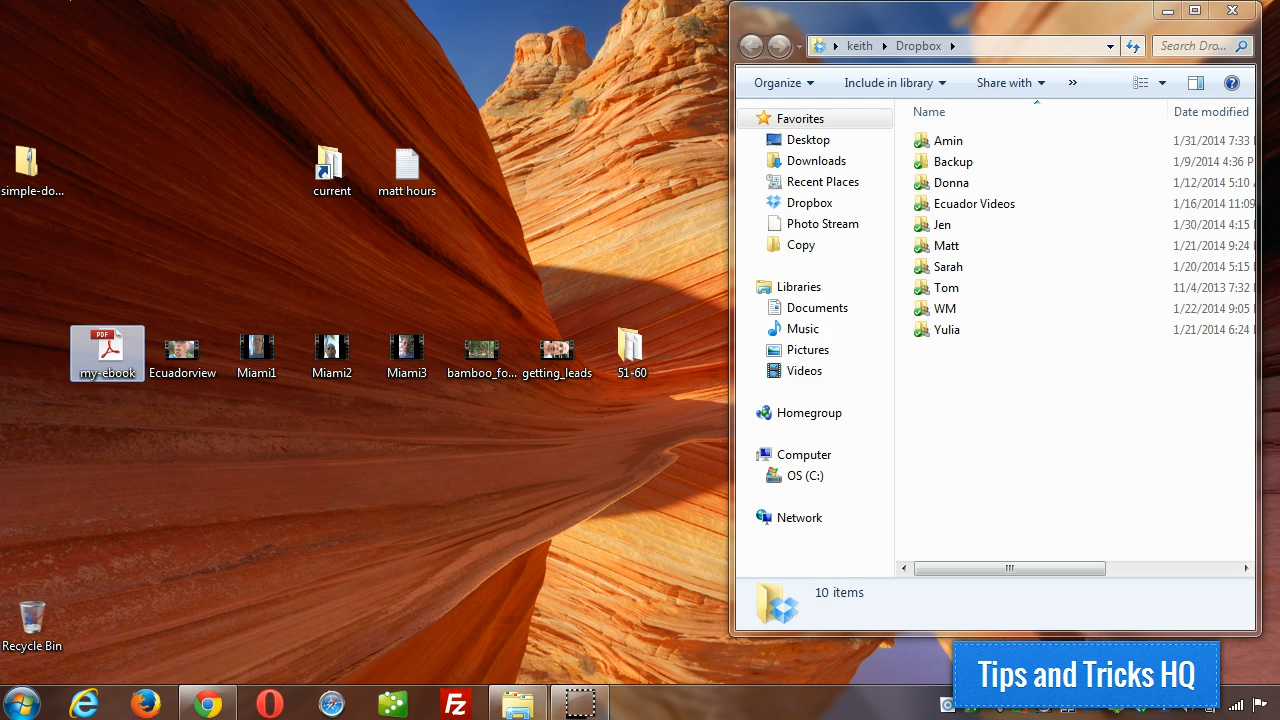 simple-do...
current
matt hours
PDF
my-ebook
Ecuadorview
Miami1
Miami2
Miami3
bamboo_fo...
getting_leads
51-60
Recycle Bin
keith
Dropbox
Search Dro...
Organize
Include in library
Share with
»
Name
Date modified
Favorites
Desktop
Downloads
Recent Places
Dropbox
Photo Stream
Copy
Libraries
Documents
Music
Pictures
Videos
Homegroup
Computer
OS (C:)
Network
Amin 1/31/2014 7:33
Backup 1/9/2014 4:36 P
Donna 1/12/2014 5:10
Ecuador Videos 1/16/2014 11:09
Jen 1/30/2014 4:15
Matt 1/21/2014 9:24
Sarah 1/20/2014 5:15
Tom 11/4/2013 7:32
WM 1/22/2014 9:05
Yulia 1/21/2014 6:24
10 items
Tips and Tricks HQ
Fz